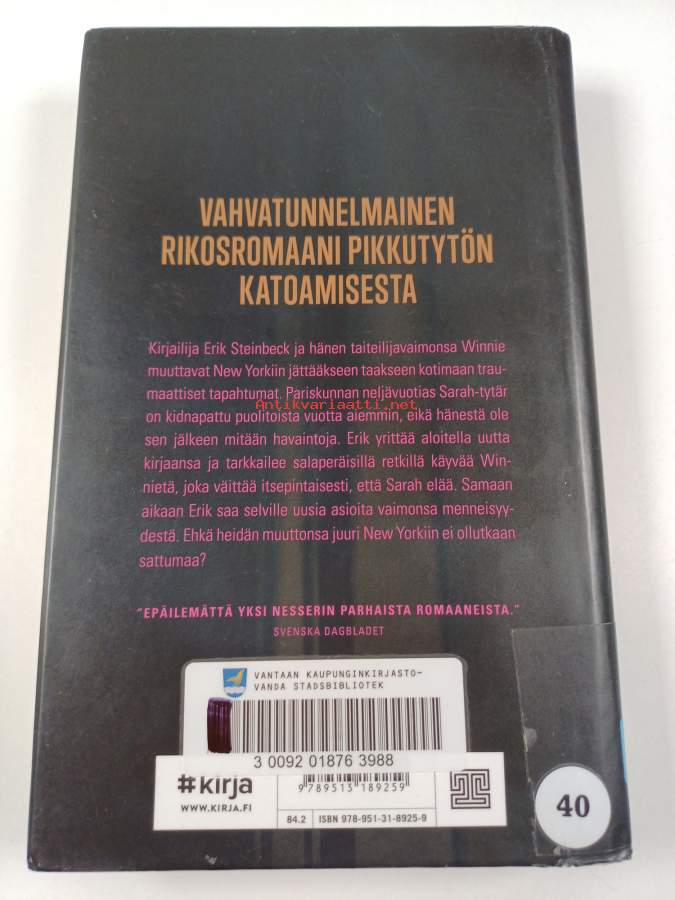 VAHVATUNNELMAINEN
RIKOSROMAANI PIKKUTYTÖN
KATOAMISESTA
Kirjailija Erik Steinbeck ja hänen taiteilijavaimonsa Winnie
muuttavat New Yorkiin jättääkseen taakseen kotimaan trau-
maattiset tapahtumat. Pariskunnan neljävuotias Sarah-tytär
Antikvariaatti.net
on kidnapattu puolitoista vuotta aiemmin, eikä hänestä ole
sen jälkeen mitään havaintoja. Erik yrittää aloitella uutta
kirjaansa ja tarkkailee salaperäisillä retkillä käyvää Win-
nietä, joka väittää itsepintaisesti, että Sarah elää. Samaan
aikaan Erik saa selville uusia asioita vaimonsa menneisyy-
destä. Ehkä heidän muuttonsa juuri New Yorkiin ei ollutkaan
sattumaa?
"EPÄILEMÄTTÄ YKSI NESSERIN PARHAISTA ROMAANEISTA."
SVENSKA DAGBLADET
VANTAAN KAUPUNGINKIRJASTO-
VANDA STADSBIBLIOTEK
3 0092 01876 3988
#kirja
WWW.KIRJA.FI
9 789513 189259
84.2 ISBN 978-951-31-8925-9
40